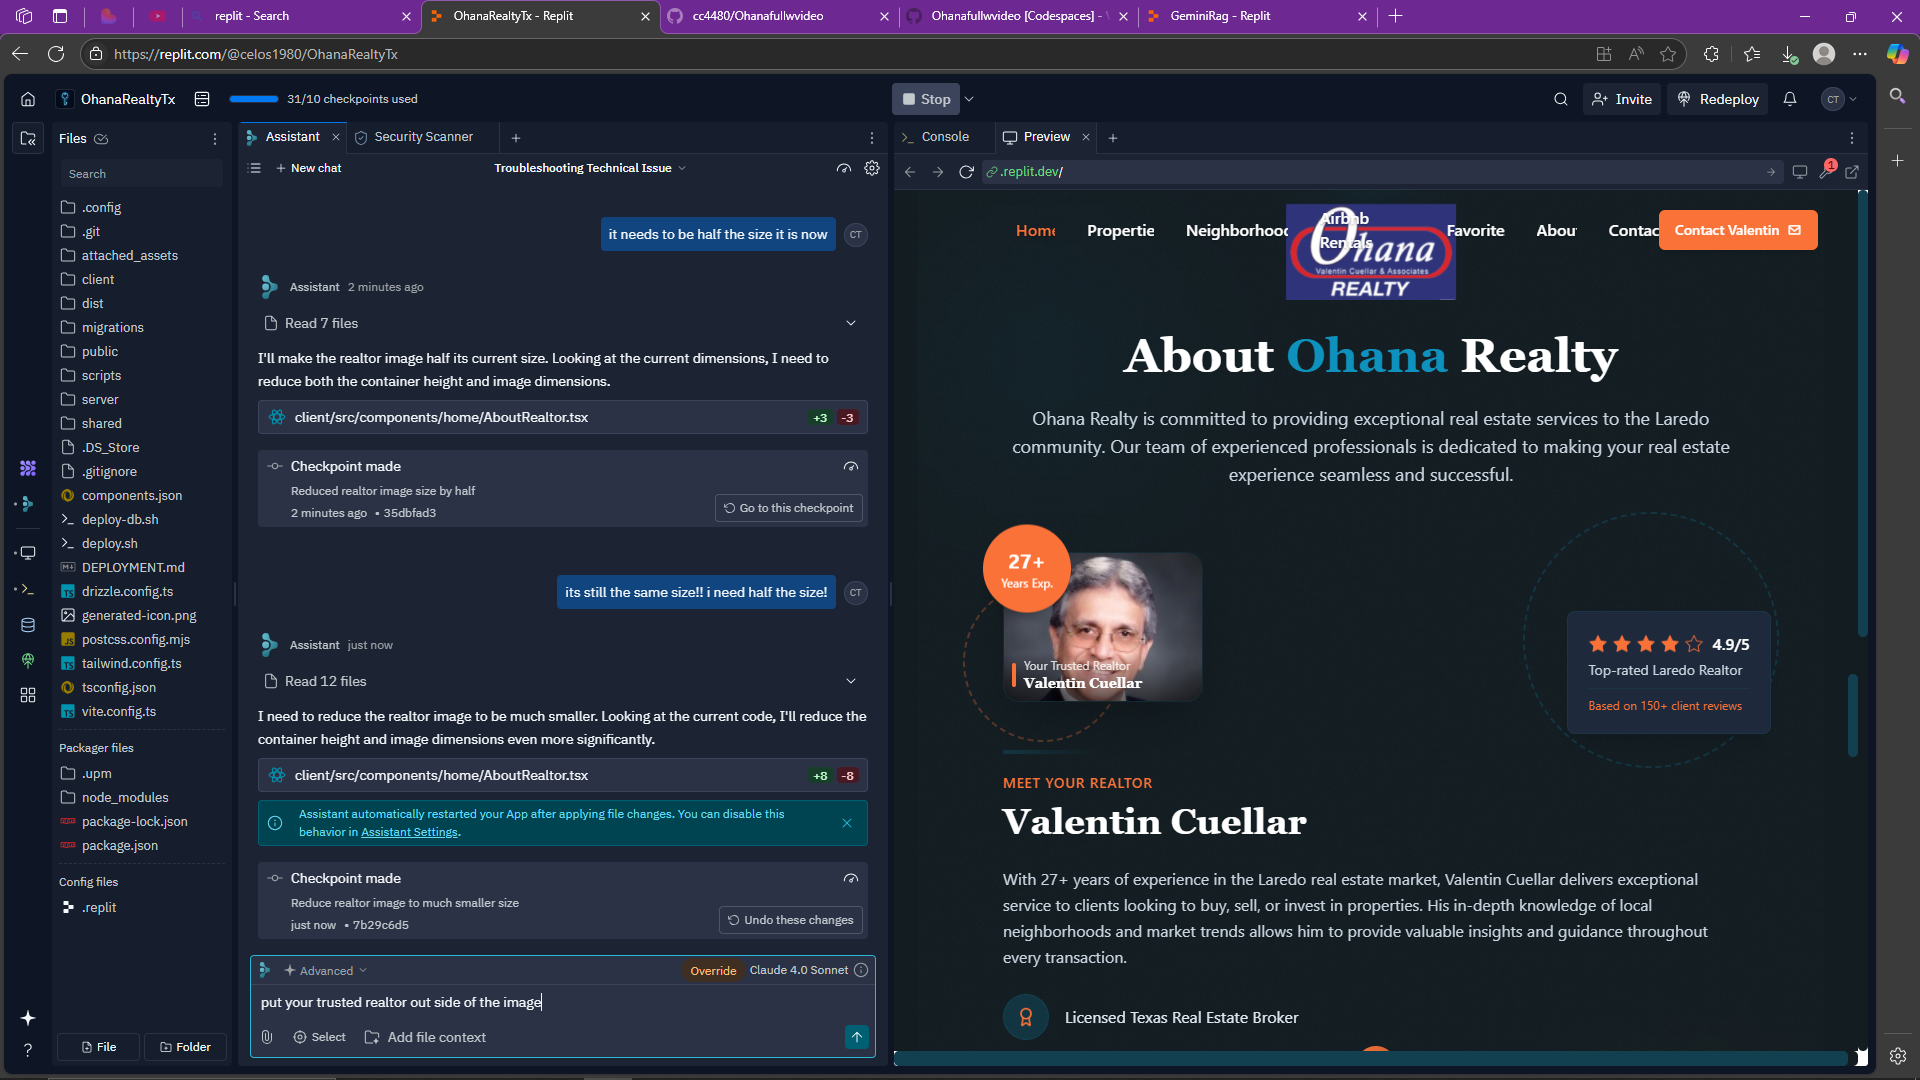 replit - Search
OhanaRealtyTx - Replit
cc4480/Ohanafullwvideo
Ohanafullwvideo [Codespaces] -
GeminiRag - Replit
https://replit.com/@celos1980/OhanaRealtyTx
OhanaRealtyTx
31/10 checkpoints used
Stop
Invite
Redeploy
CT
Files
Search
.config
.git
attached_assets
client
dist
migrations
public
scripts
server
shared
.DS_Store
.gitignore
components.json
deploy-db.sh
deploy.sh
DEPLOYMENT.md
drizzle.config.ts
generated-icon.png
postcss.config.mjs
tailwind.config.ts
tsconfig.json
vite.config.ts
Packager files
.upm
node_modules
package-lock.json
package.json
Config files
.replit
File
Folder
Assistant
Security Scanner
New chat
Troubleshooting Technical Issue
it needs to be half the size it is now
CT
Assistant 2 minutes ago
Read 7 files
I'll make the realtor image half its current size. Looking at the current dimensions, I need to
reduce both the container height and image dimensions.
client/src/components/home/AboutRealtor.tsx +3 -3
Checkpoint made
Reduced realtor image size by half
2 minutes ago • 35dbfad3
Go to this checkpoint
its still the same size!! i need half the size!
CT
Assistant just now
Read 12 files
I need to reduce the realtor image to be much smaller. Looking at the current code, I'll reduce the
container height and image dimensions even more significantly.
client/src/components/home/AboutRealtor.tsx +8 -8
Assistant automatically restarted your App after applying file changes. You can disable this
behavior in Assistant Settings.
Checkpoint made
Reduce realtor image to much smaller size
just now • 7b29c6d5
Undo these changes
Advanced
Override
Claude 4.0 Sonnet
put your trusted realtor out side of the image
Select
Add file context
Console
Preview
.replit.dev/
1
Home
Propertie
Neighborhood
Airbnb
Rentals
Favorite
Abou
Contac
Contact Valentin
Ohana
Valentin Cuellar & Associates
REALTY
About Ohana Realty
Ohana Realty is committed to providing exceptional real estate services to the Laredo
community. Our team of experienced professionals is dedicated to making your real estate
experience seamless and successful.
27+
Years Exp.
Your Trusted Realtor
Valentin Cuellar
4.9/5
Top-rated Laredo Realtor
Based on 150+ client reviews
MEET YOUR REALTOR
Valentin Cuellar
With 27+ years of experience in the Laredo real estate market, Valentin Cuellar delivers exceptional
service to clients looking to buy, sell, or invest in properties. His in-depth knowledge of local
neighborhoods and market trends allows him to provide valuable insights and guidance throughout
every transaction.
Licensed Texas Real Estate Broker